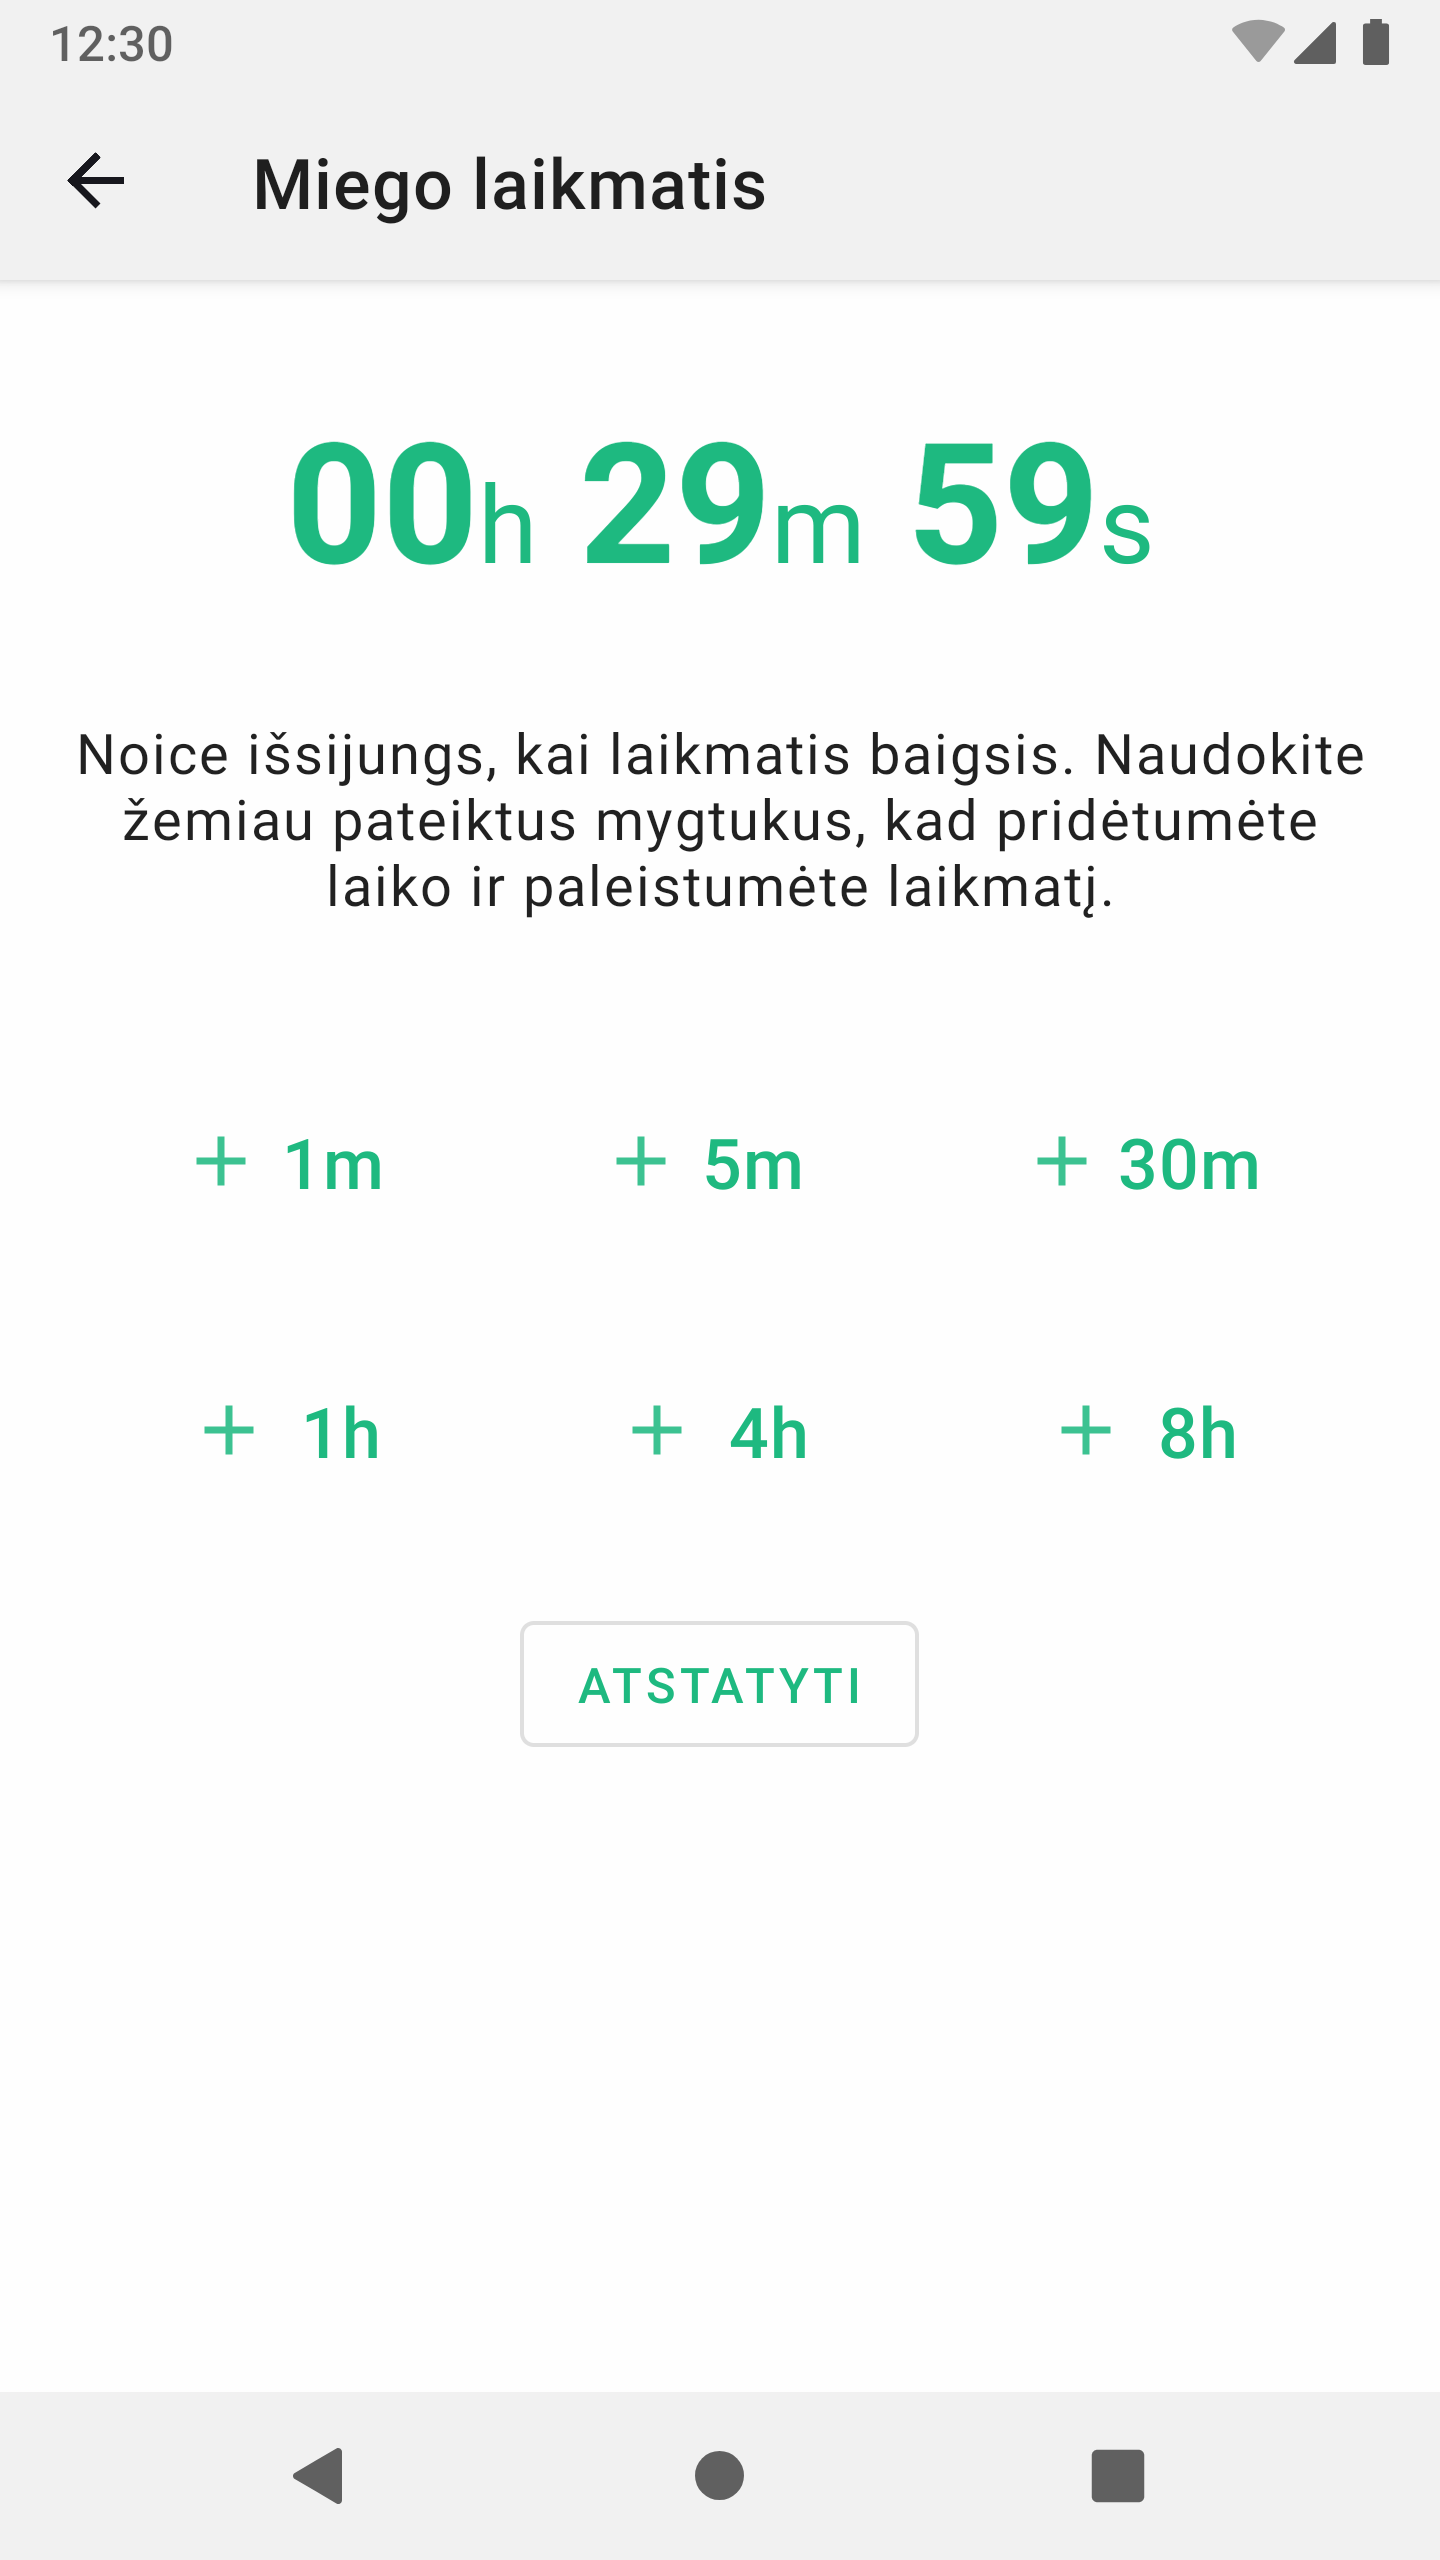 12:30
Miego laikmatis
00h 29m 59s
Noice išsijungs, kai laikmatis baigsis. Naudokite
žemiau pateiktus mygtukus, kad pridėtumėte
laiko ir paleistumėte laikmatį.
+ 1m + 5m + 30m
+ 1h + 4h + 8h
ATSTATYTI